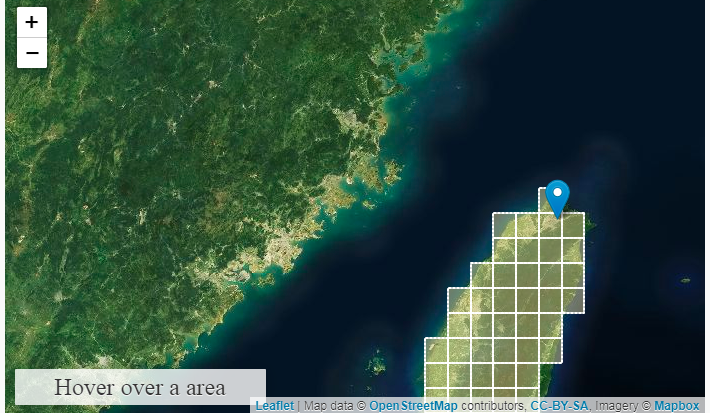 +
−
Hover over a area
Leaflet | Map data © OpenStreetMap contributors, CC-BY-SA, Imagery © Mapbox